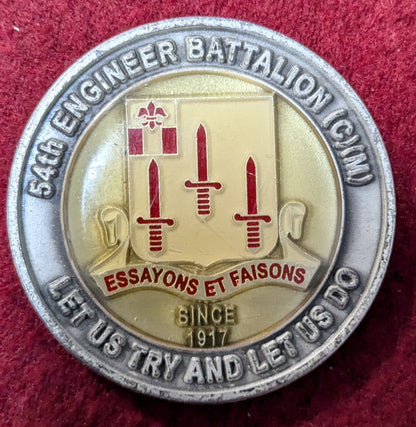 54th ENGINEER BATTALION (C)(M)
ESSAYONS ET FAISONS
SINCE
1917
LET US TRY AND LET US DO